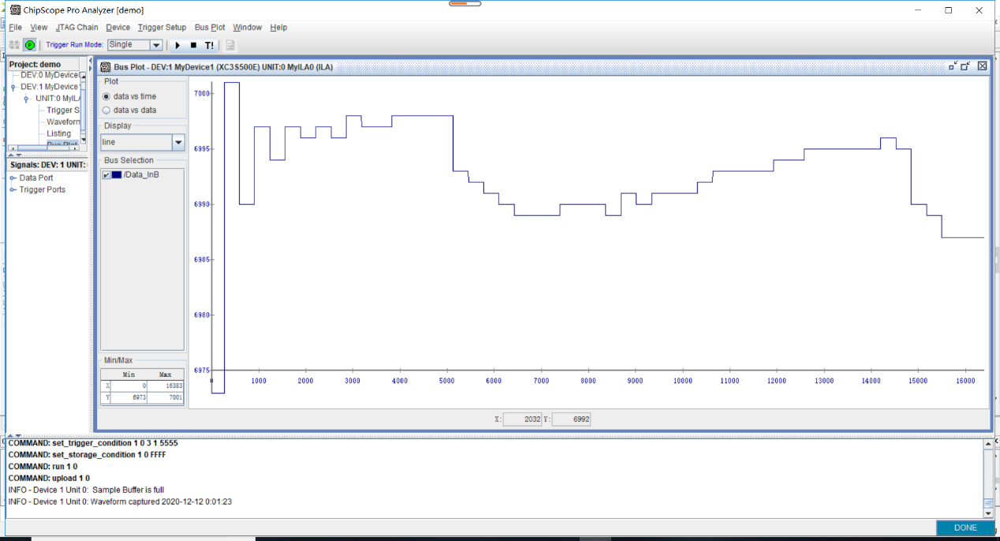 ChipScope Pro Analyzer [demo]
File View JTAG Chain Device Trigger Setup Bus Plot Window Help
Trigger Run Mode: Single T!
Project: demo
DEV:0 MyDevice
DEV:1 MyDevice
UNIT:0 MyILA
Trigger S
Waveform
Listing
Bus Plot
Signals: DEV: 1 UNIT:
Data Port
Trigger Ports
Bus Plot - DEV:1 MyDevice1 (XC3S500E) UNIT:0 MyILA0 (ILA)
Plot
data vs time
data vs data
Display
line
Bus Selection
/Data_InB
Min/Max
Min Max
X 0 16383
Y 6973 7001
7000
6995
6990
6985
6980
6975
0 1000 2000 3000 4000 5000 6000 7000 8000 9000 10000 11000 12000 13000 14000 15000 16000
X: 2032 Y: 6992
COMMAND: set_trigger_condition 1 0 3 1 5555
COMMAND: set_storage_condition 1 0 FFFF
COMMAND: run 1 0
COMMAND: upload 1 0
INFO - Device 1 Unit 0: Sample Buffer is full
INFO - Device 1 Unit 0: Waveform captured 2020-12-12 0:01:23
DONE